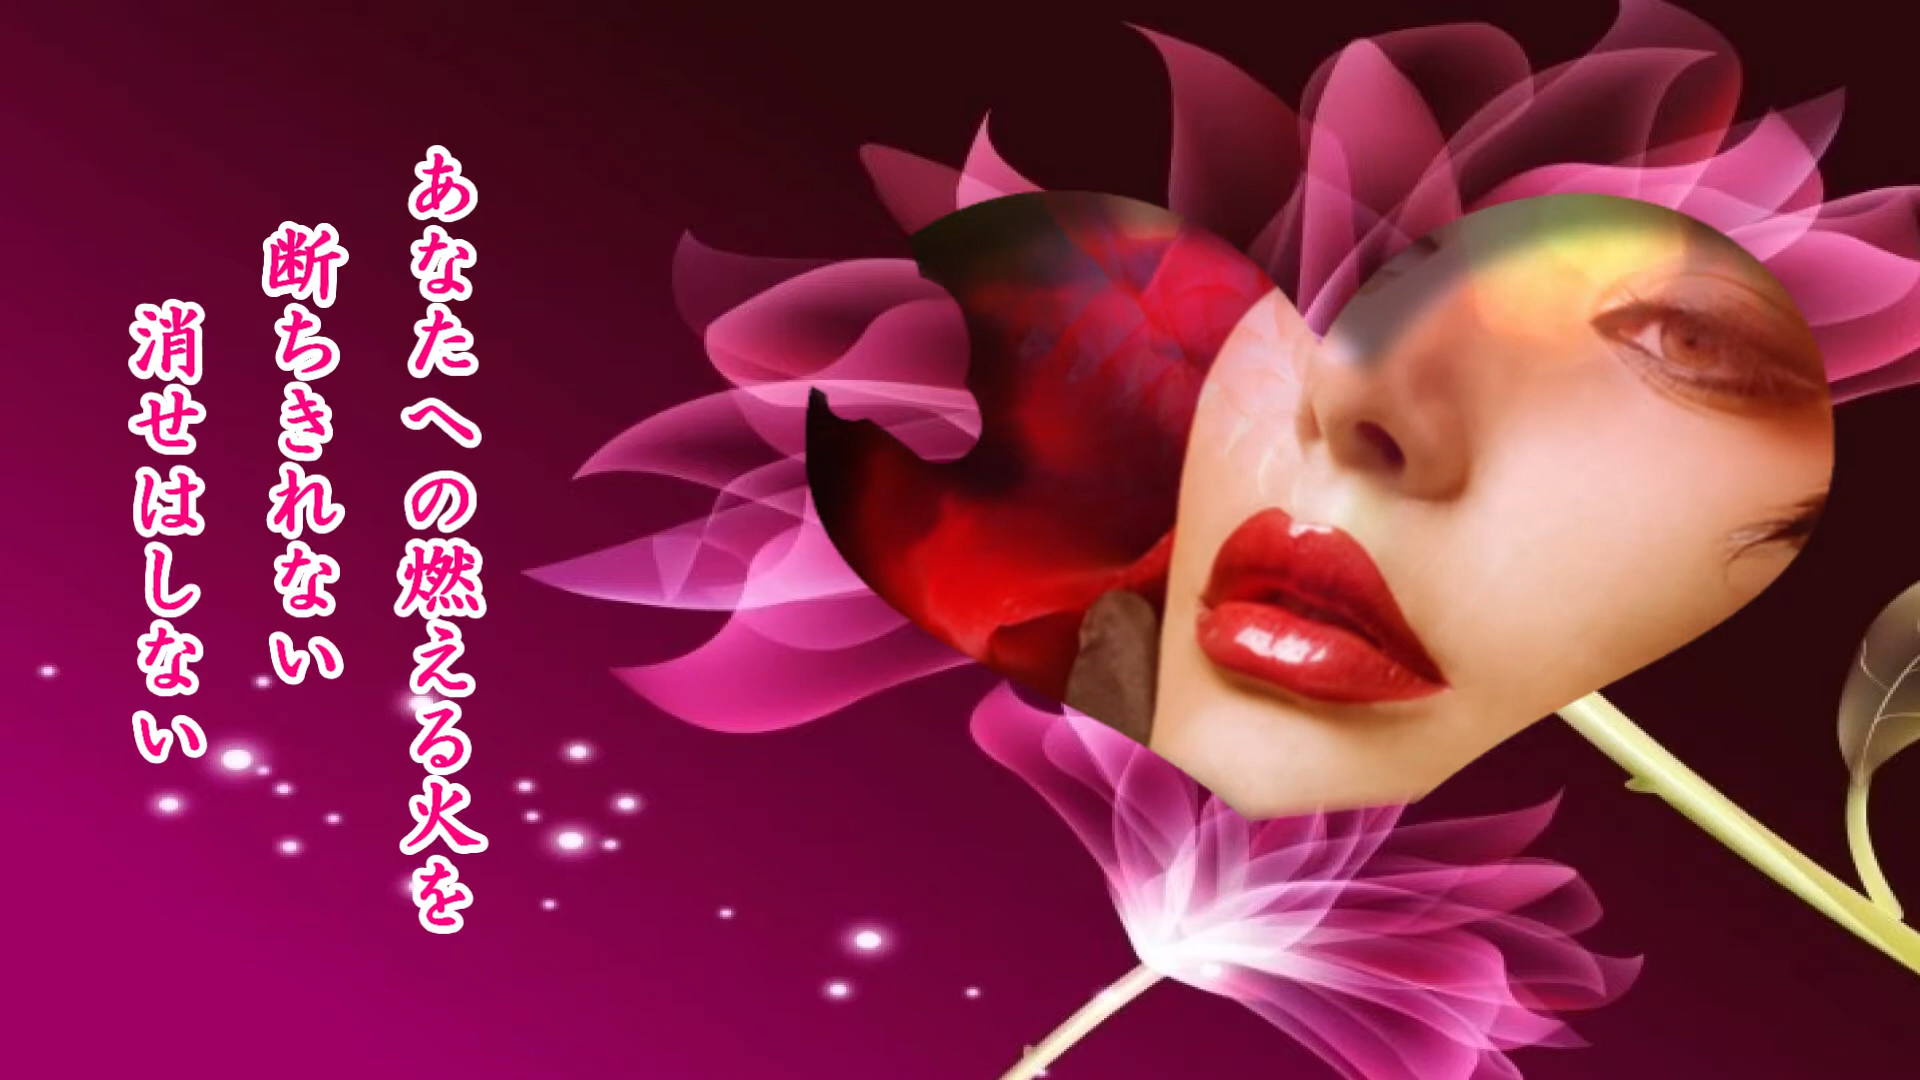 あなたへの燃える火を
断ちきれない
消せはしない